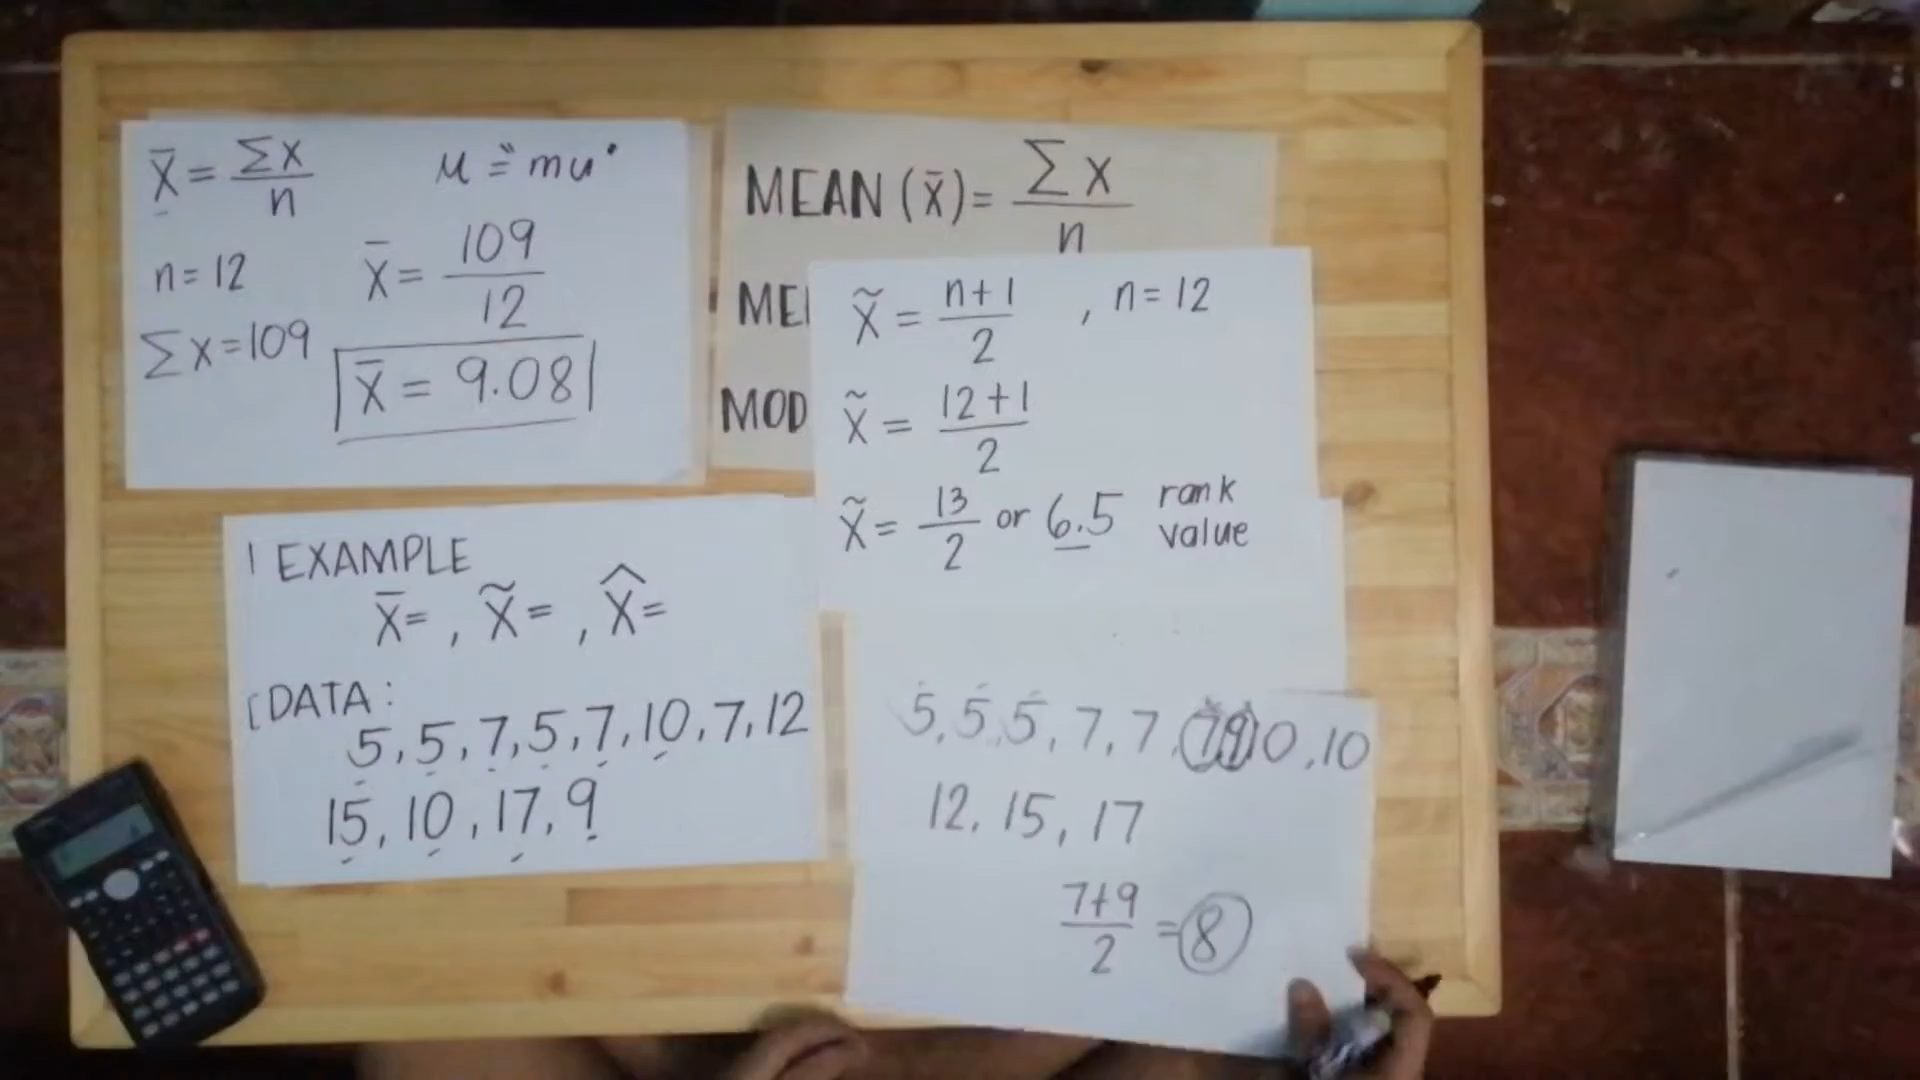 X̄ = Σx / n
μ = "mu"
n = 12
X̄ = 109 / 12
Σx = 109
X̄ = 9.08
MEAN (x̄) = Σx / n
X̃ = n+1 / 2 , n = 12
X̃ = 12+1 / 2
X̃ = 13 / 2 or 6.5 rank value
EXAMPLE
X̄= , X̃= , X̂=
DATA:
5, 5, 7, 5, 7, 10, 7, 12
15, 10, 17, 9
5, 5, 5, 7, 7, 7, 9, 10, 10
12, 15, 17
7+9 / 2 = 8